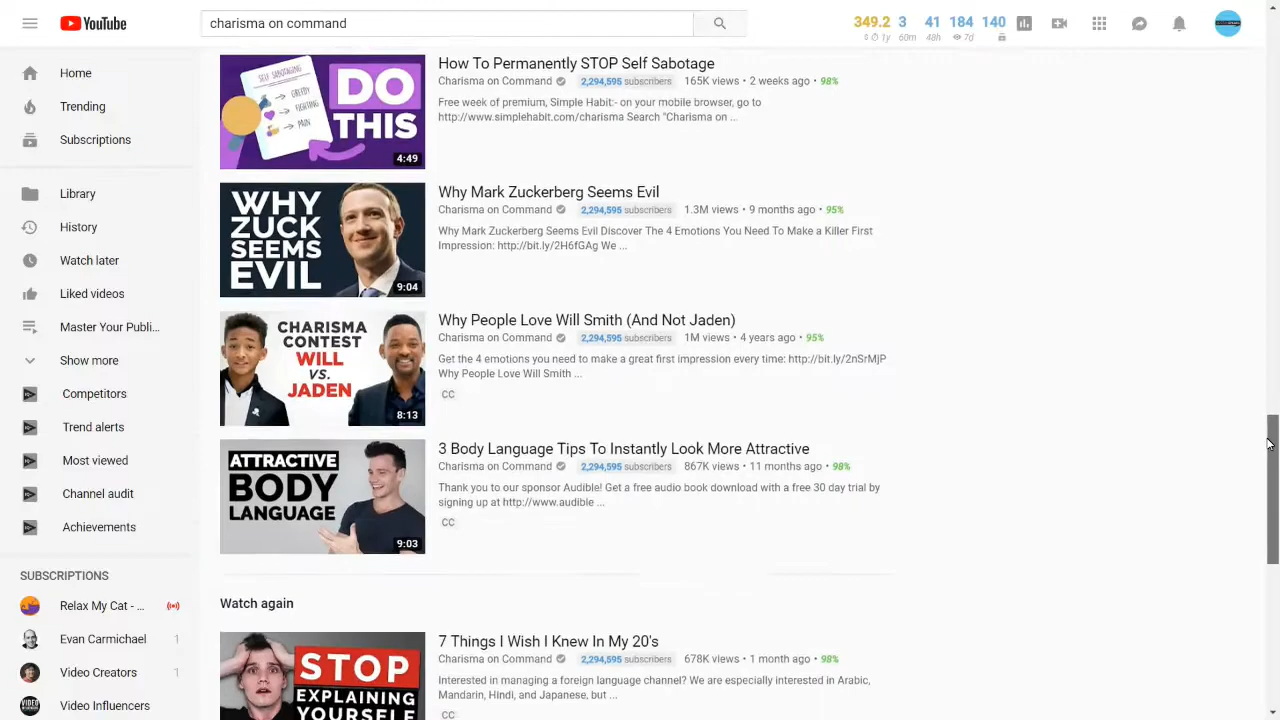 YouTube
charisma on command
349.2 3 41 184 140
1y 60m 48h 7d
Home
Trending
Subscriptions
Library
History
Watch later
Liked videos
Master Your Publi...
Show more
Competitors
Trend alerts
Most viewed
Channel audit
Achievements
SUBSCRIPTIONS
Relax My Cat - ...
Evan Carmichael 1
Video Creators 1
Video Influencers
SELF SABOTAGING
GREEDY
FIGHTING
PAIN
DO
THIS
4:49
How To Permanently STOP Self Sabotage
Charisma on Command 2,294,595 subscribers 165K views • 2 weeks ago • 98%
Free week of premium, Simple Habit:- on your mobile browser, go to
http://www.simplehabit.com/charisma Search "Charisma on ...
WHY
ZUCK
SEEMS
EVIL
9:04
Why Mark Zuckerberg Seems Evil
Charisma on Command 2,294,595 subscribers 1.3M views • 9 months ago • 95%
Why Mark Zuckerberg Seems Evil Discover The 4 Emotions You Need To Make a Killer First
Impression: http://bit.ly/2H6fGAg We ...
CHARISMA
CONTEST
WILL
VS.
JADEN
8:13
Why People Love Will Smith (And Not Jaden)
Charisma on Command 2,294,595 subscribers 1M views • 4 years ago • 95%
Get the 4 emotions you need to make a great first impression every time: http://bit.ly/2nSrMjP
Why People Love Will Smith ...
CC
ATTRACTIVE
BODY
LANGUAGE
9:03
3 Body Language Tips To Instantly Look More Attractive
Charisma on Command 2,294,595 subscribers 867K views • 11 months ago • 98%
Thank you to our sponsor Audible! Get a free audio book download with a free 30 day trial by
signing up at http://www.audible ...
CC
Watch again
STOP
EXPLAINING
YOURSELF
7 Things I Wish I Knew In My 20's
Charisma on Command 2,294,595 subscribers 678K views • 1 month ago • 98%
Interested in managing a foreign language channel? We are especially interested in Arabic,
Mandarin, Hindi, and Japanese, but ...
CC